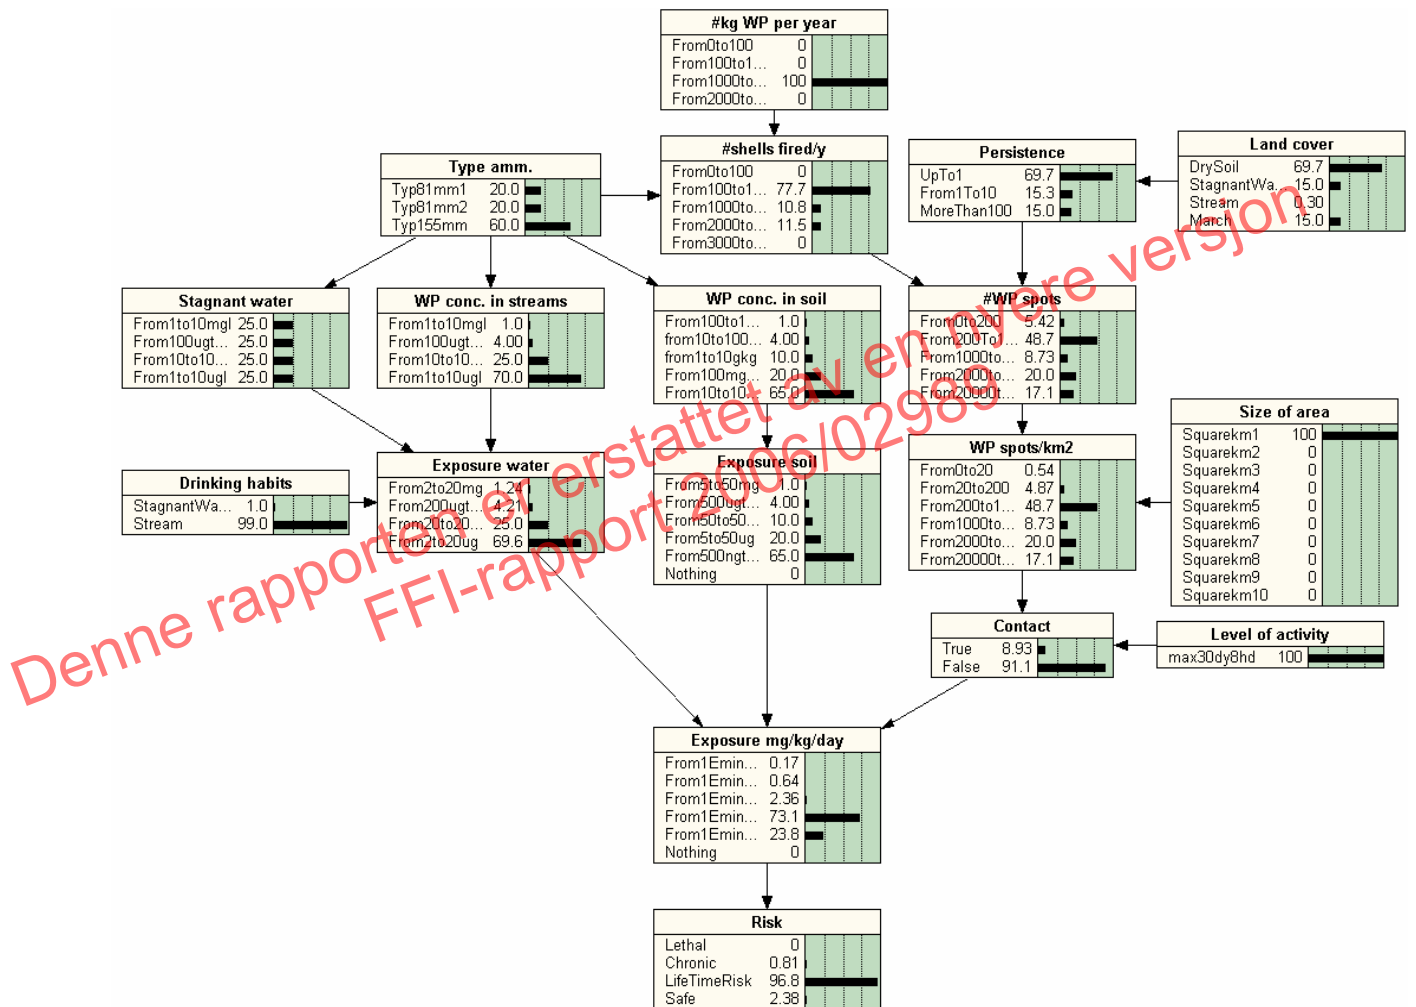 #kg WP per year
From0to100 0
From100to1... 0
From1000to... 100
From2000to... 0
#shells fired/y
From0to100 0
From100to1... 77.7
From1000to... 10.8
From2000to... 11.5
From3000to... 0
Type amm.
Typ81mm1 20.0
Typ81mm2 20.0
Typ155mm 60.0
Persistence
UpTo1 69.7
From1To10 15.3
MoreThan100 15.0
Land cover
DrySoil 69.7
StagnantWa... 15.0
Stream 0.30
March 15.0
Stagnant water
From1to10mgl 25.0
From100ugt... 25.0
From10to10... 25.0
From1to10ugl 25.0
WP conc. in streams
From1to10mgl 1.0
From100ugt... 4.00
From10to10... 25.0
From1to10ugl 70.0
WP conc. in soil
From100to1... 1.0
from10to100... 4.00
from1to10gkg 10.0
From100mg... 20.0
From10to10... 65.0
#WP spots
From0to200 5.42
From200To1... 48.7
From1000to... 8.73
From2000to... 20.0
From20000t... 17.1
Size of area
Squarekm1 100
Squarekm2 0
Squarekm3 0
Squarekm4 0
Squarekm5 0
Squarekm6 0
Squarekm7 0
Squarekm8 0
Squarekm9 0
Squarekm10 0
Drinking habits
StagnantWa... 1.0
Stream 99.0
Exposure water
From2to20mg 1.24
From200ugt... 4.21
From20to20... 25.0
From2to20ug 69.6
Exposure soil
From5to50mg 1.0
From500ugt... 4.00
From50to50... 10.0
From5to50ug 20.0
From500ngt... 65.0
Nothing 0
WP spots/km2
From0to20 0.54
From20to200 4.87
From200to1... 48.7
From1000to... 8.73
From2000to... 20.0
From20000t... 17.1
Contact
True 8.93
False 91.1
Level of activity
max30dy8hd 100
Exposure mg/kg/day
From1Emin... 0.17
From1Emin... 0.64
From1Emin... 2.36
From1Emin... 73.1
From1Emin... 23.8
Nothing 0
Risk
Lethal 0
Chronic 0.81
LifeTimeRisk 96.8
Safe 2.38
Denne rapporten er erstattet av en nyere versjon
FFI-rapport 2006/02989